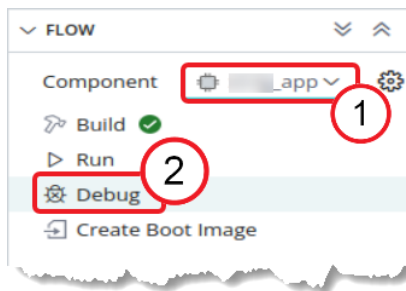 FLOW
Component _app
1
Build
Run
2
Debug
Create Boot Image